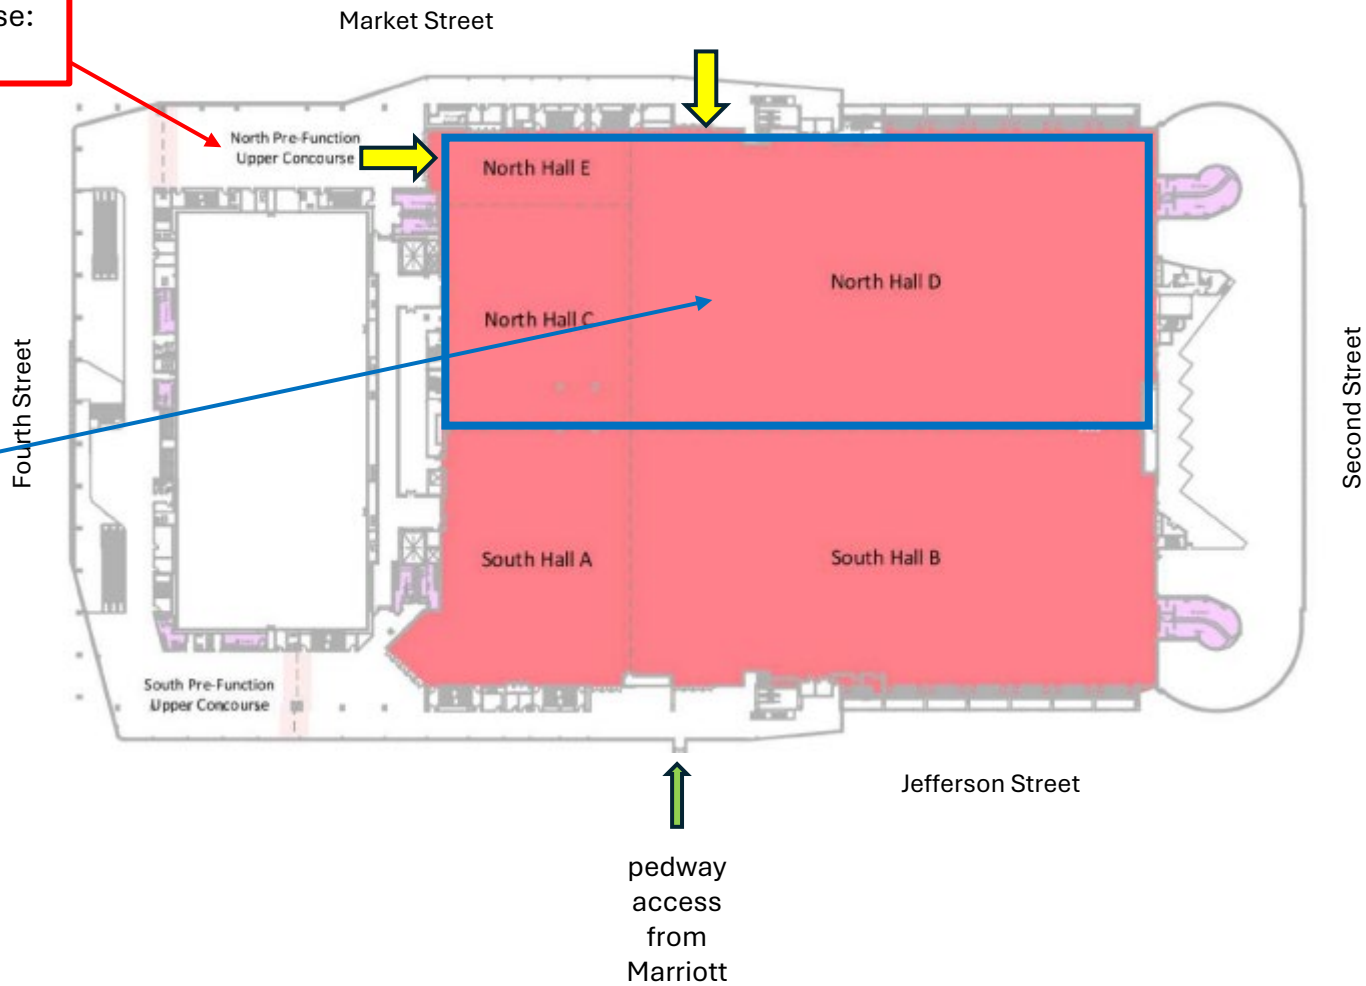 se:
Market Street
North Pre-Function
Upper Concourse
North Hall E
North Hall D
North Hall C
Fourth Street
Second Street
South Hall A
South Hall B
South Pre-Function
Upper Concourse
Jefferson Street
pedway
access
from
Marriott